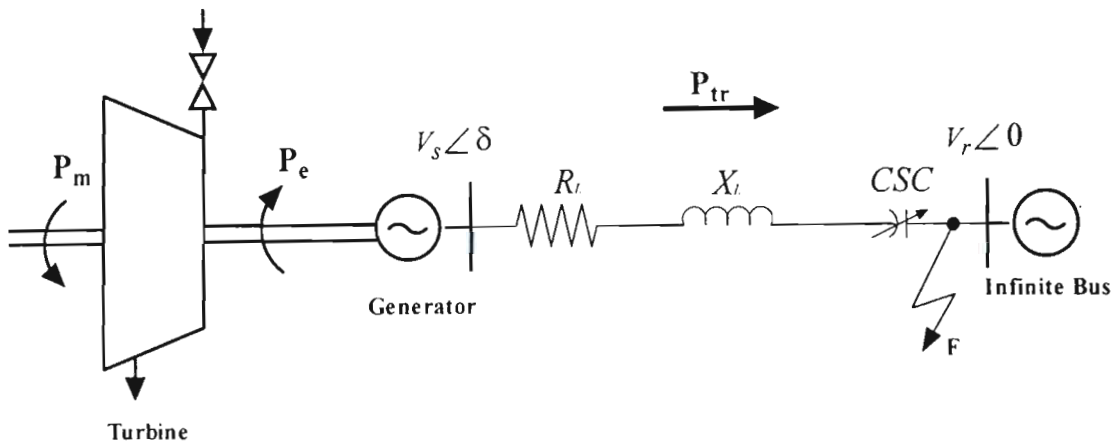 P_tr
V_s∠δ
V_r∠0
P_m
P_e
R_L
X_L
CSC
Generator
Infinite Bus
F
Turbine